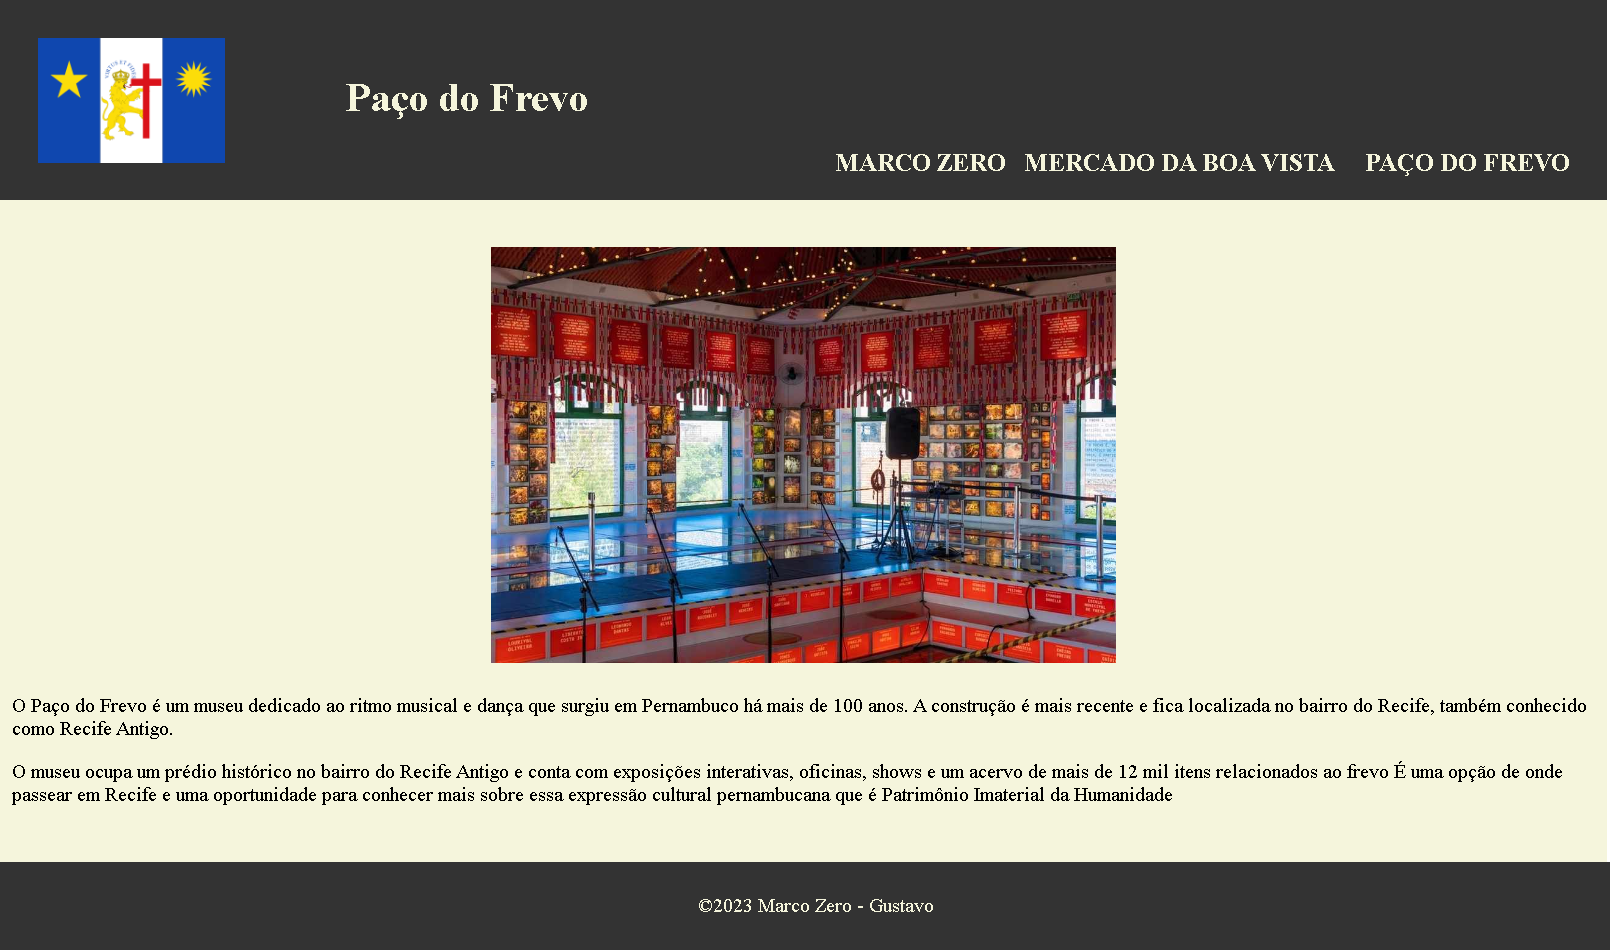 Paço do Frevo
MARCO ZERO MERCADO DA BOA VISTA PAÇO DO FREVO
O Paço do Frevo é um museu dedicado ao ritmo musical e dança que surgiu em Pernambuco há mais de 100 anos. A construção é mais recente e fica localizada no bairro do Recife, também conhecido
como Recife Antigo.
O museu ocupa um prédio histórico no bairro do Recife Antigo e conta com exposições interativas, oficinas, shows e um acervo de mais de 12 mil itens relacionados ao frevo É uma opção de onde
passear em Recife e uma oportunidade para conhecer mais sobre essa expressão cultural pernambucana que é Patrimônio Imaterial da Humanidade
©2023 Marco Zero - Gustavo